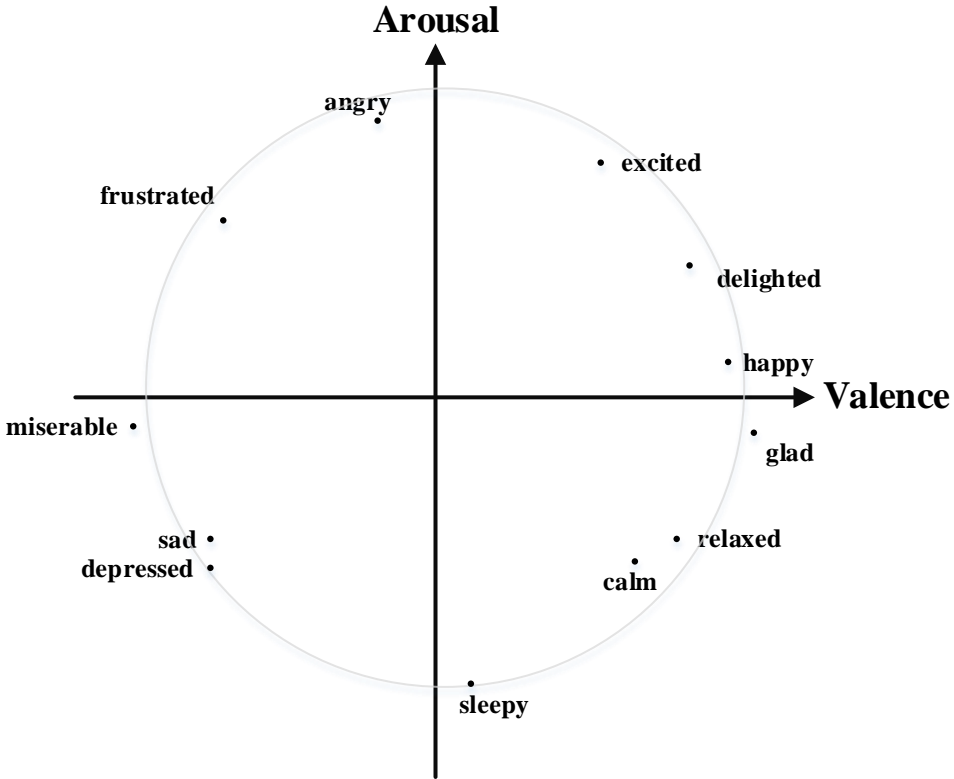 Arousal
angry
excited
frustrated
delighted
happy
Valence
miserable
glad
sad
relaxed
depressed
calm
sleepy